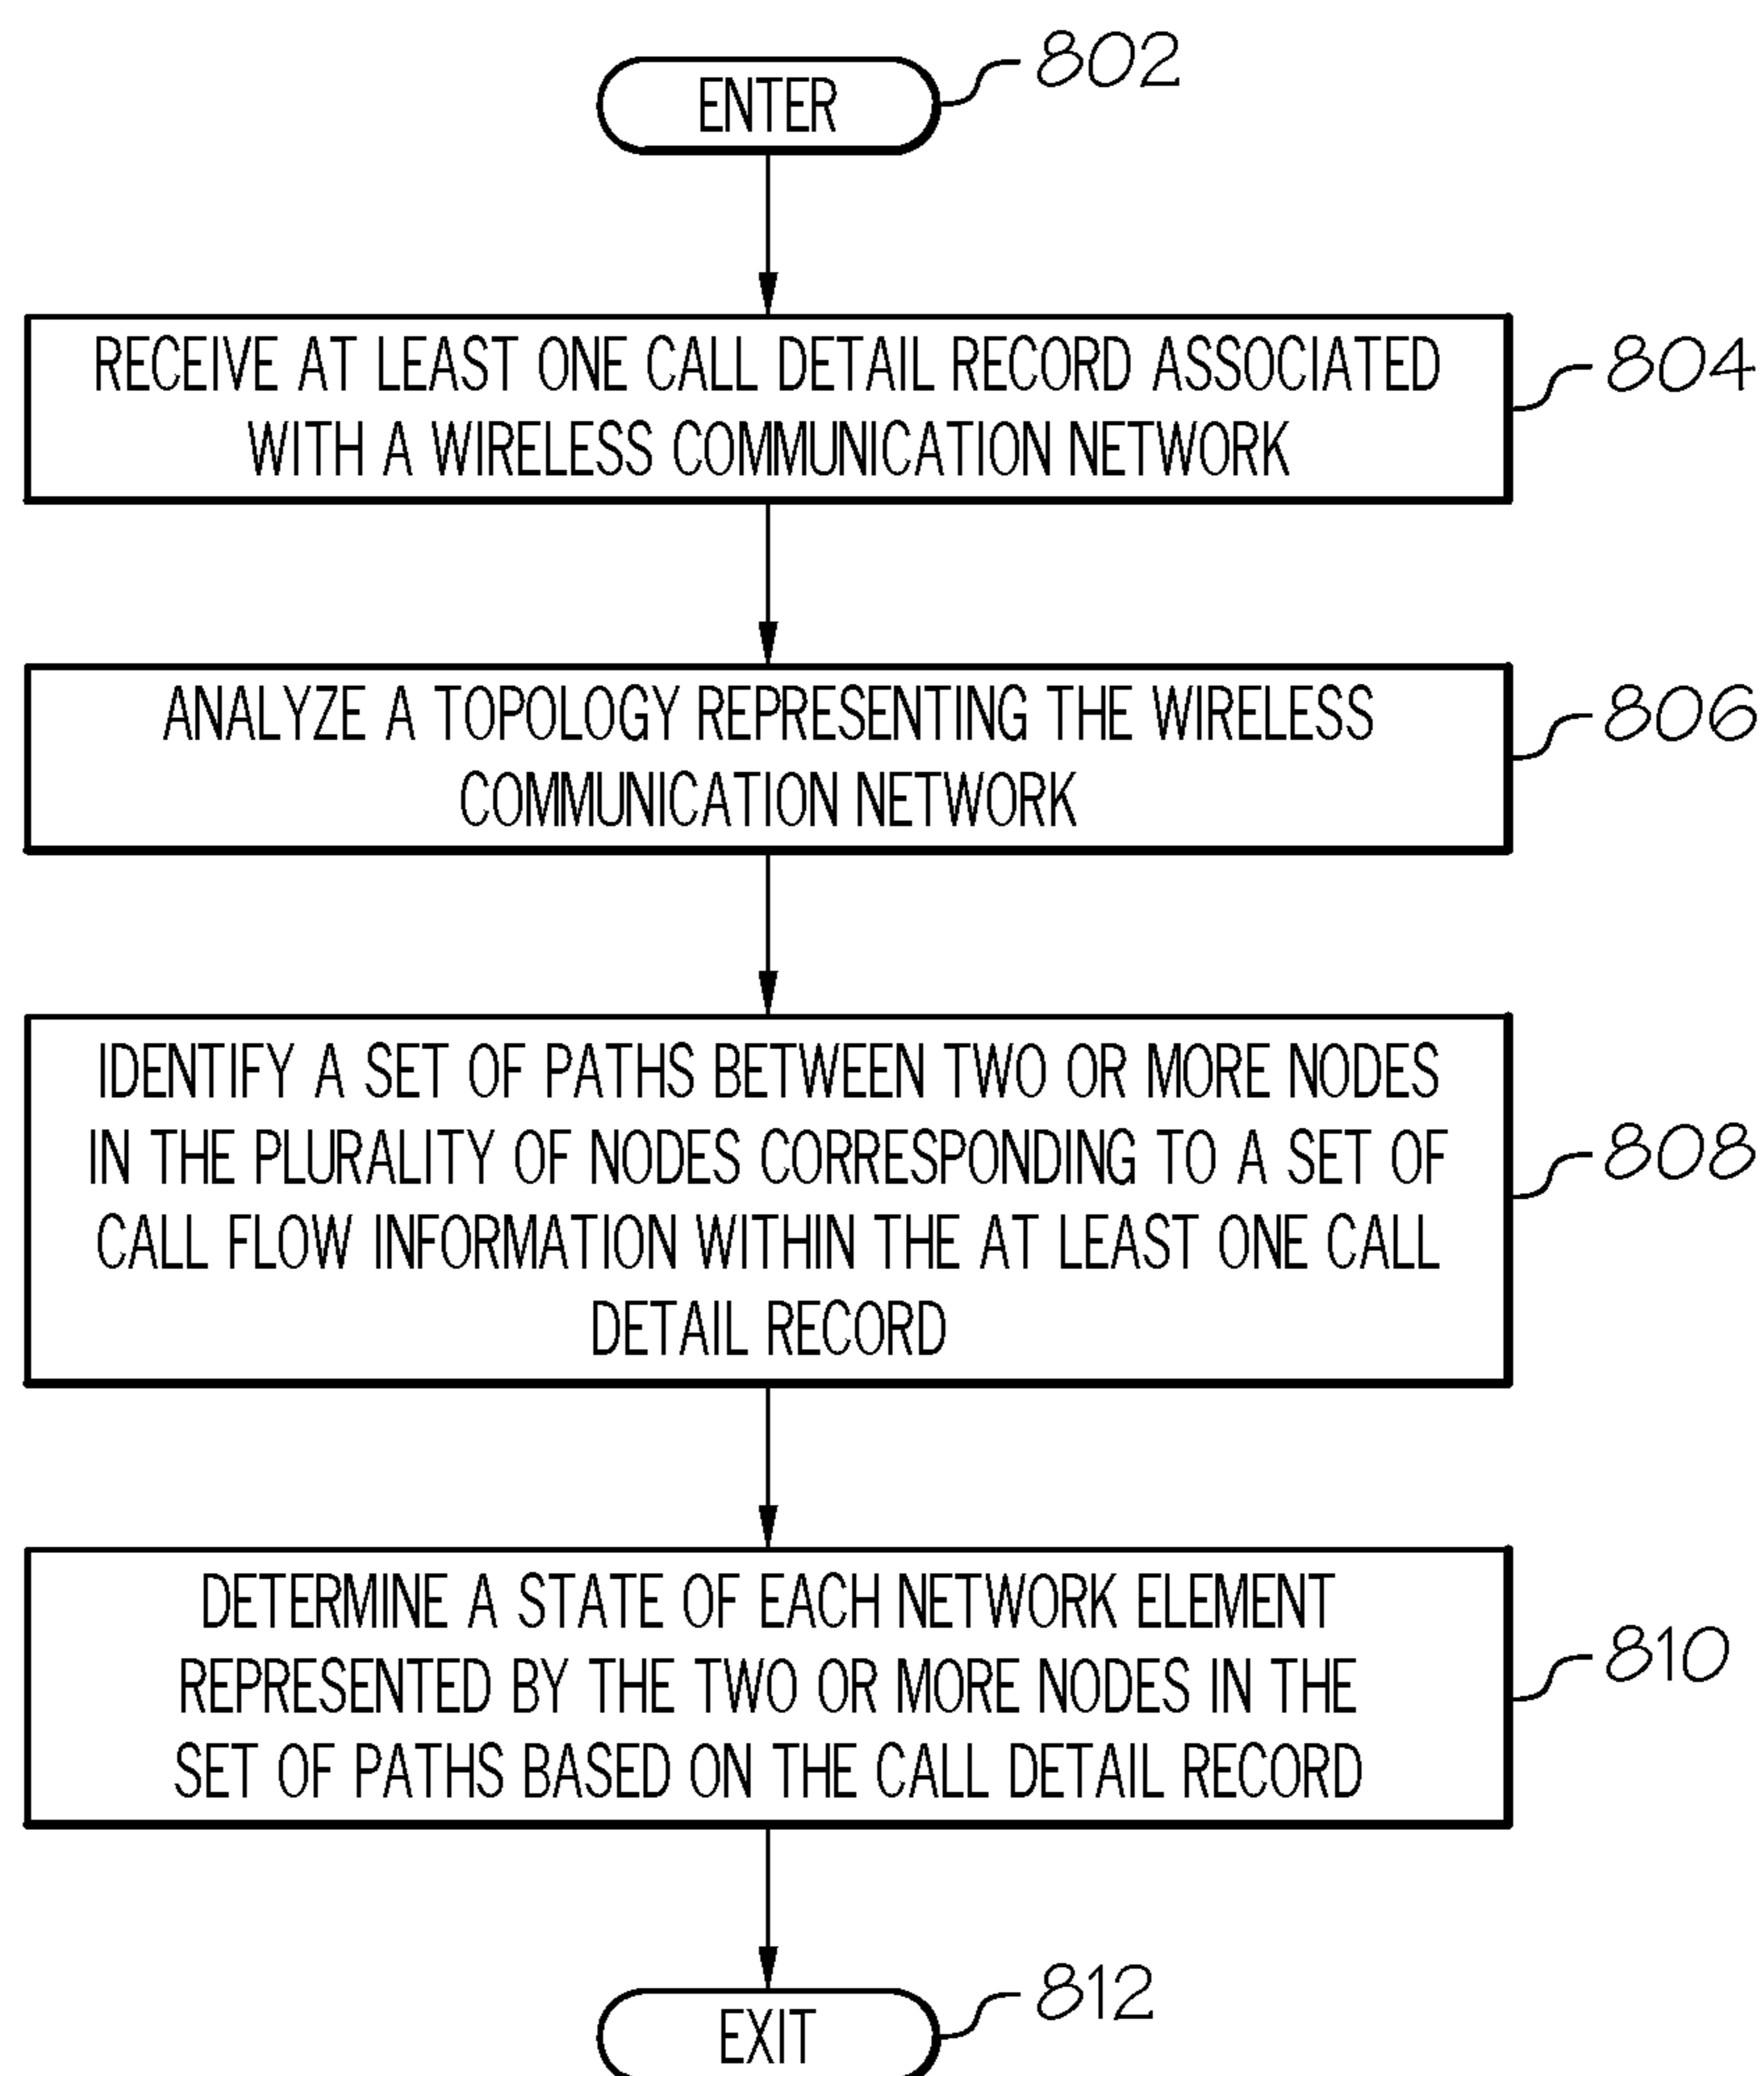 ENTER
802
RECEIVE AT LEAST ONE CALL DETAIL RECORD ASSOCIATED
WITH A WIRELESS COMMUNICATION NETWORK
804
ANALYZE A TOPOLOGY REPRESENTING THE WIRELESS
COMMUNICATION NETWORK
806
IDENTIFY A SET OF PATHS BETWEEN TWO OR MORE NODES
IN THE PLURALITY OF NODES CORRESPONDING TO A SET OF
CALL FLOW INFORMATION WITHIN THE AT LEAST ONE CALL
DETAIL RECORD
808
DETERMINE A STATE OF EACH NETWORK ELEMENT
REPRESENTED BY THE TWO OR MORE NODES IN THE
SET OF PATHS BASED ON THE CALL DETAIL RECORD
810
EXIT
812